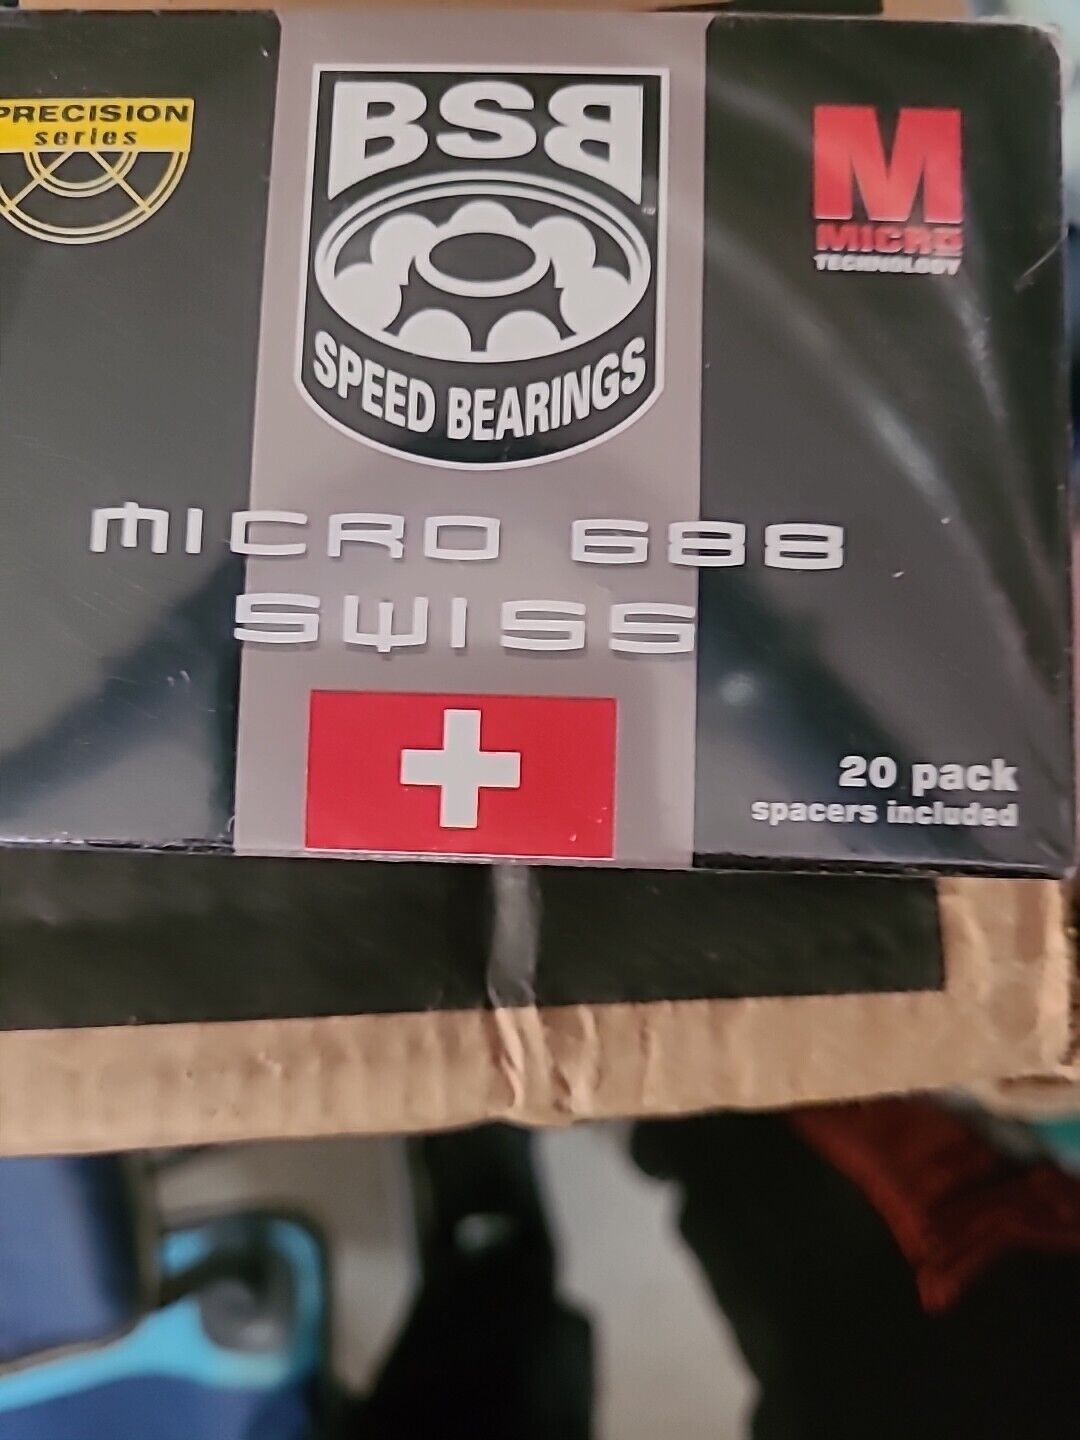 PRECISION
series
BSB
SPEED BEARINGS
M
MICRO
TECHNOLOGY
MICRO 688
SWISS
20 pack
spacers included